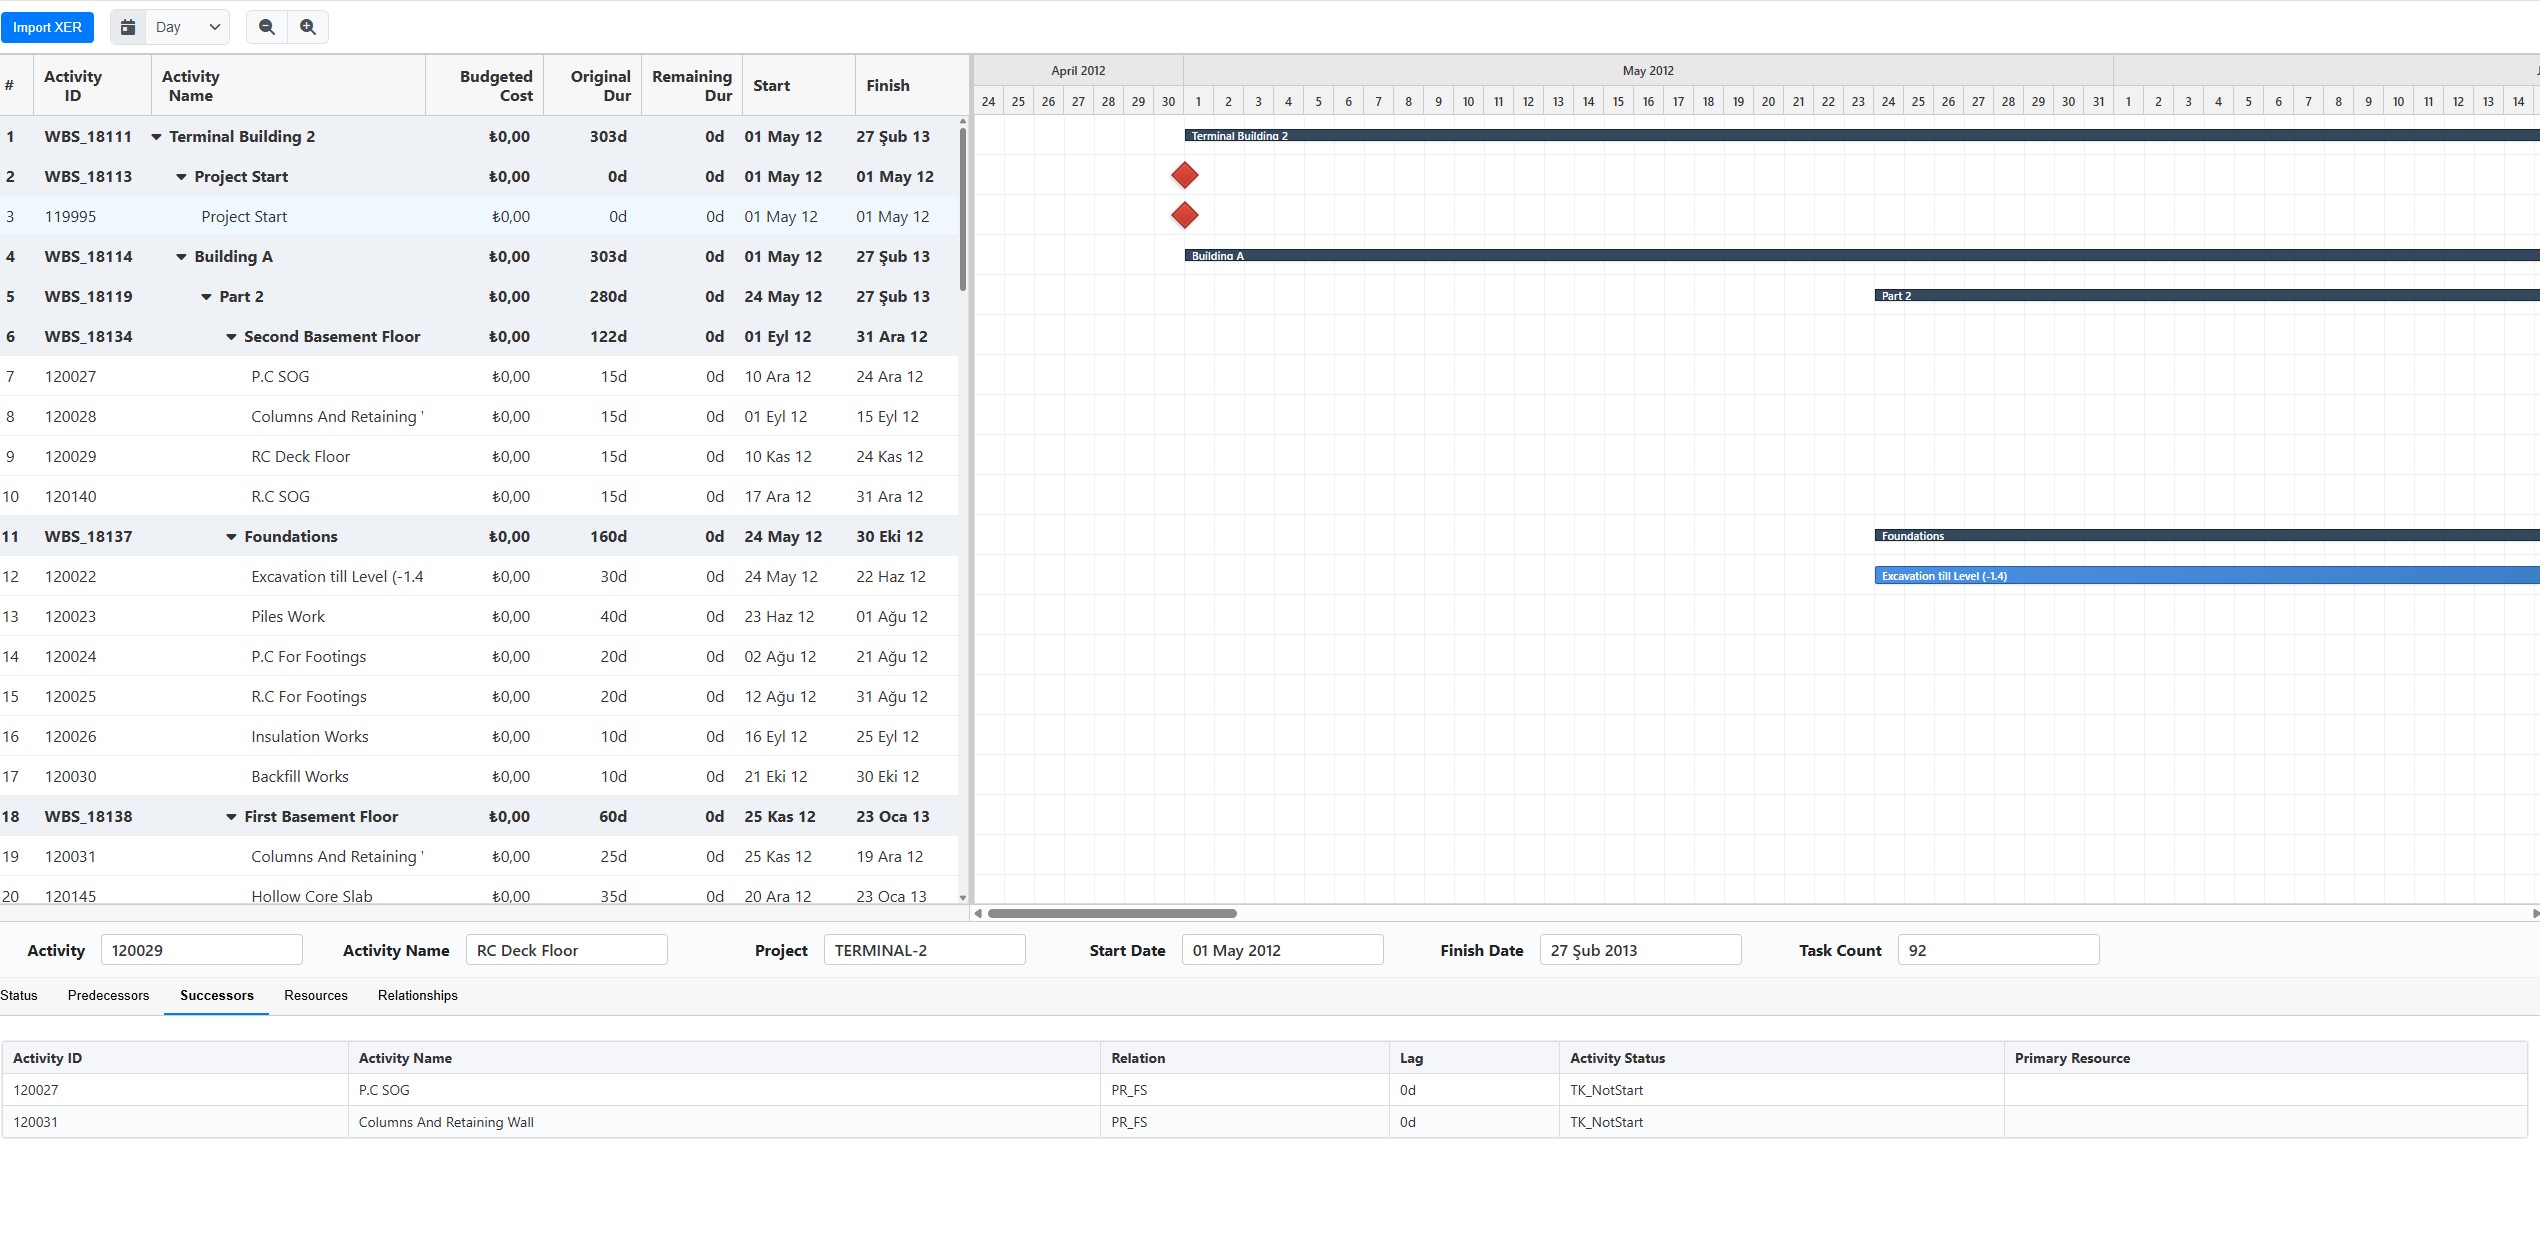 Import XER Day
April 2012 May 2012
# Activity ID Activity Name Budgeted Cost Original Dur Remaining Dur Start Finish
24 25 26 27 28 29 30 1 2 3 4 5 6 7 8 9 10 11 12 13 14 15 16 17 18 19 20 21 22 23 24 25 26 27 28 29 30 31 1 2 3 4 5 6 7 8 9 10 11 12 13 14
1 WBS_18111 Terminal Building 2 ₺0,00 303d 0d 01 May 12 27 Şub 13 Terminal Building 2
2 WBS_18113 Project Start ₺0,00 0d 0d 01 May 12 01 May 12
3 119995 Project Start ₺0,00 0d 0d 01 May 12 01 May 12
4 WBS_18114 Building A ₺0,00 303d 0d 01 May 12 27 Şub 13 Building A
5 WBS_18119 Part 2 ₺0,00 280d 0d 24 May 12 27 Şub 13 Part 2
6 WBS_18134 Second Basement Floor ₺0,00 122d 0d 01 Eyl 12 31 Ara 12
7 120027 P.C SOG ₺0,00 15d 0d 10 Ara 12 24 Ara 12
8 120028 Columns And Retaining ₺0,00 15d 0d 01 Eyl 12 15 Eyl 12
9 120029 RC Deck Floor ₺0,00 15d 0d 10 Kas 12 24 Kas 12
10 120140 R.C SOG ₺0,00 15d 0d 17 Ara 12 31 Ara 12
11 WBS_18137 Foundations ₺0,00 160d 0d 24 May 12 30 Eki 12 Foundations
12 120022 Excavation till Level (-1.4 ₺0,00 30d 0d 24 May 12 22 Haz 12 Excavation till Level (-1.4)
13 120023 Piles Work ₺0,00 40d 0d 23 Haz 12 01 Ağu 12
14 120024 P.C For Footings ₺0,00 20d 0d 02 Ağu 12 21 Ağu 12
15 120025 R.C For Footings ₺0,00 20d 0d 12 Ağu 12 31 Ağu 12
16 120026 Insulation Works ₺0,00 10d 0d 16 Eyl 12 25 Eyl 12
17 120030 Backfill Works ₺0,00 10d 0d 21 Eki 12 30 Eki 12
18 WBS_18138 First Basement Floor ₺0,00 60d 0d 25 Kas 12 23 Oca 13
19 120031 Columns And Retaining ₺0,00 25d 0d 25 Kas 12 19 Ara 12
20 120145 Hollow Core Slab ₺0,00 35d 0d 20 Ara 12 23 Oca 13
Activity 120029 Activity Name RC Deck Floor Project TERMINAL-2 Start Date 01 May 2012 Finish Date 27 Şub 2013 Task Count 92
Status Predecessors Successors Resources Relationships
Activity ID Activity Name Relation Lag Activity Status Primary Resource
120027 P.C SOG PR_FS 0d TK_NotStart
120031 Columns And Retaining Wall PR_FS 0d TK_NotStart